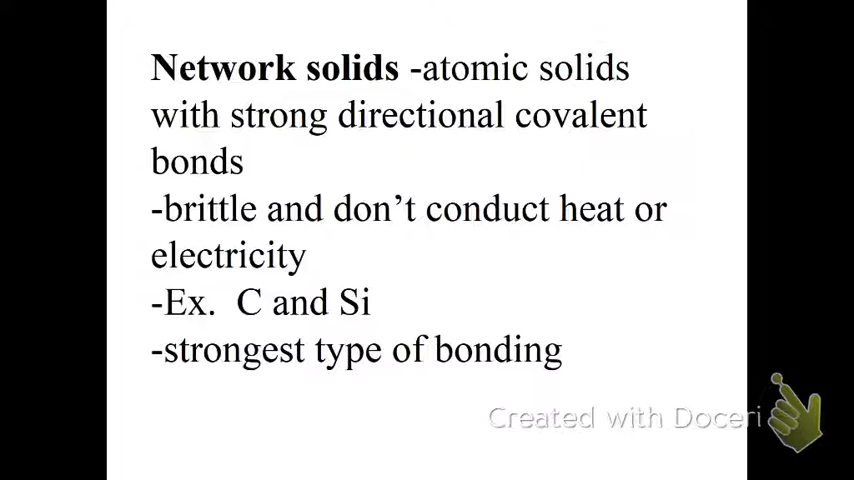 Network solids -atomic solids
with strong directional covalent
bonds
-brittle and don’t conduct heat or
electricity
-Ex.  C and Si
-strongest type of bonding
Created with Doceri